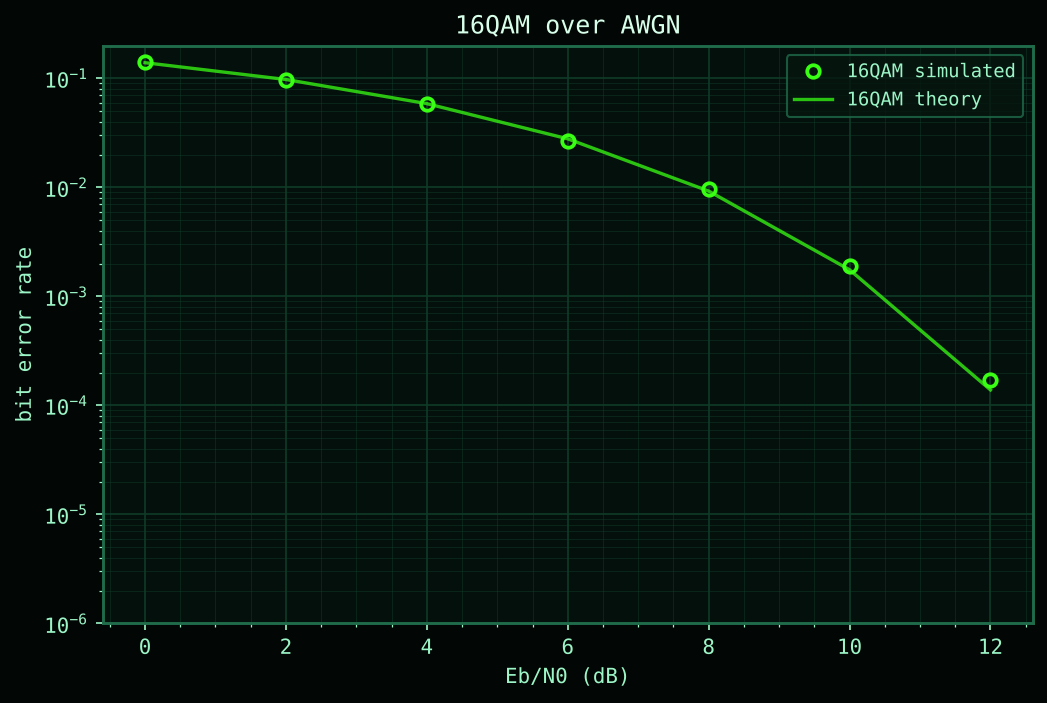 16QAM over AWGN
16QAM simulated
16QAM theory
bit error rate
10⁻¹
10⁻²
10⁻³
10⁻⁴
10⁻⁵
10⁻⁶
0 2 4 6 8 10 12
Eb/N0 (dB)